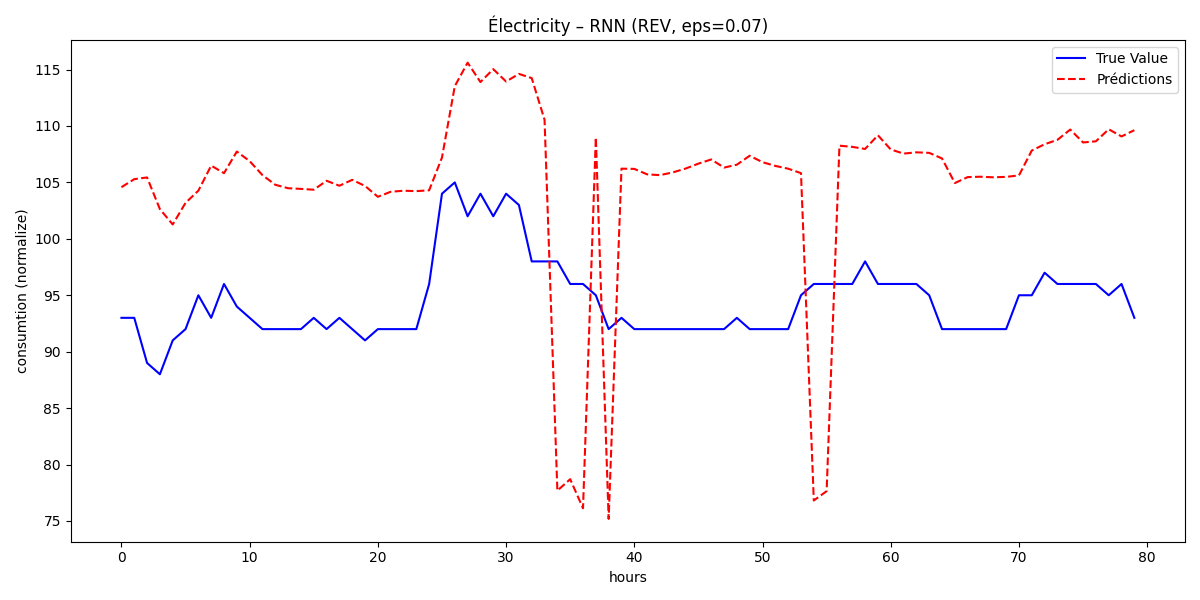 Électricity – RNN (REV, eps=0.07)
True Value
Prédictions
consumtion (normalize)
115
110
105
100
95
90
85
80
75
0 10 20 30 40 50 60 70 80
hours